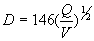 D = 146(Q/V)^½